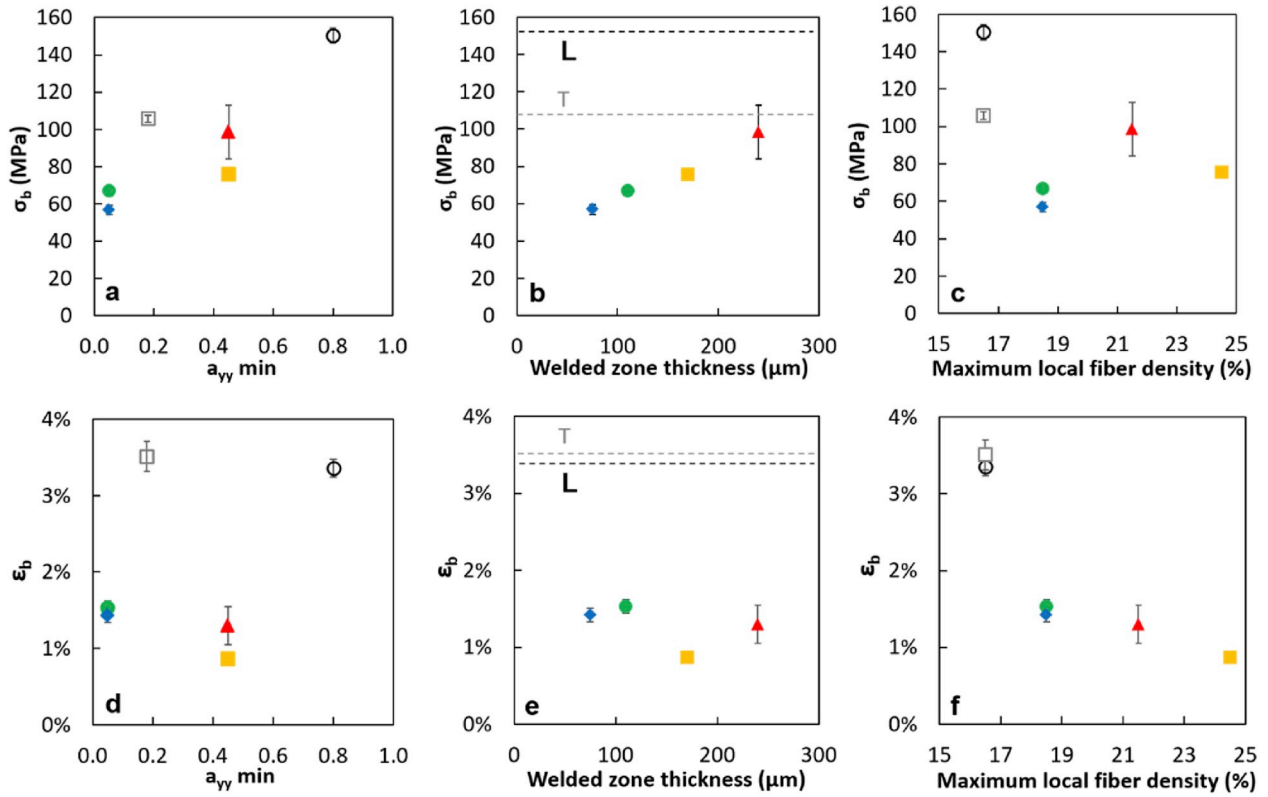 160
140
120
100
80
60
40
20
0
σb (MPa)
a
0.0 0.2 0.4 0.6 0.8 1.0
ayy min
160
140
120
100
80
60
40
20
0
σb (MPa)
L
T
b
0 100 200 300
Welded zone thickness (μm)
160
140
120
100
80
60
40
20
0
σb (MPa)
c
15 17 19 21 23 25
Maximum local fiber density (%)
4%
3%
2%
1%
0%
εb
d
0.0 0.2 0.4 0.6 0.8 1.0
ayy min
4%
3%
2%
1%
0%
εb
T
L
e
0 100 200 300
Welded zone thickness (μm)
4%
3%
2%
1%
0%
εb
f
15 17 19 21 23 25
Maximum local fiber density (%)